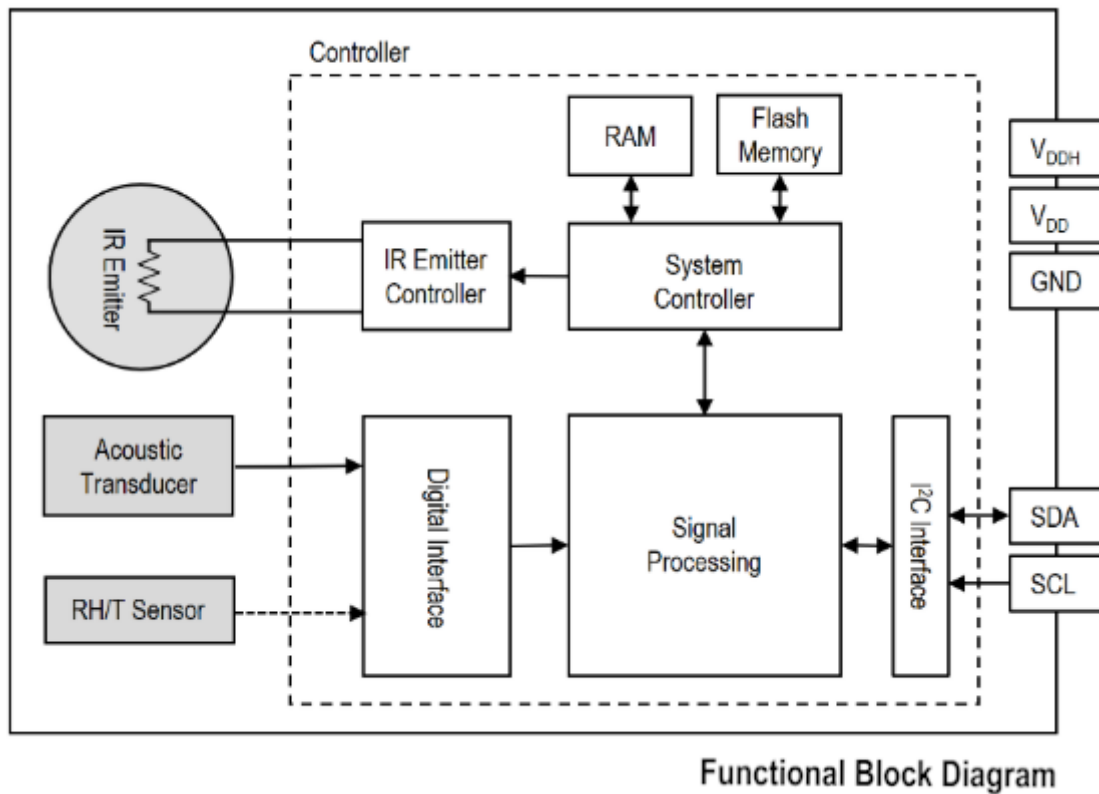 Controller
RAM
Flash
Memory
V_DDH
V_DD
GND
IR Emitter
IR Emitter
Controller
System
Controller
Acoustic
Transducer
Digital Interface
Signal
Processing
I²C Interface
SDA
SCL
RH/T Sensor
Functional Block Diagram